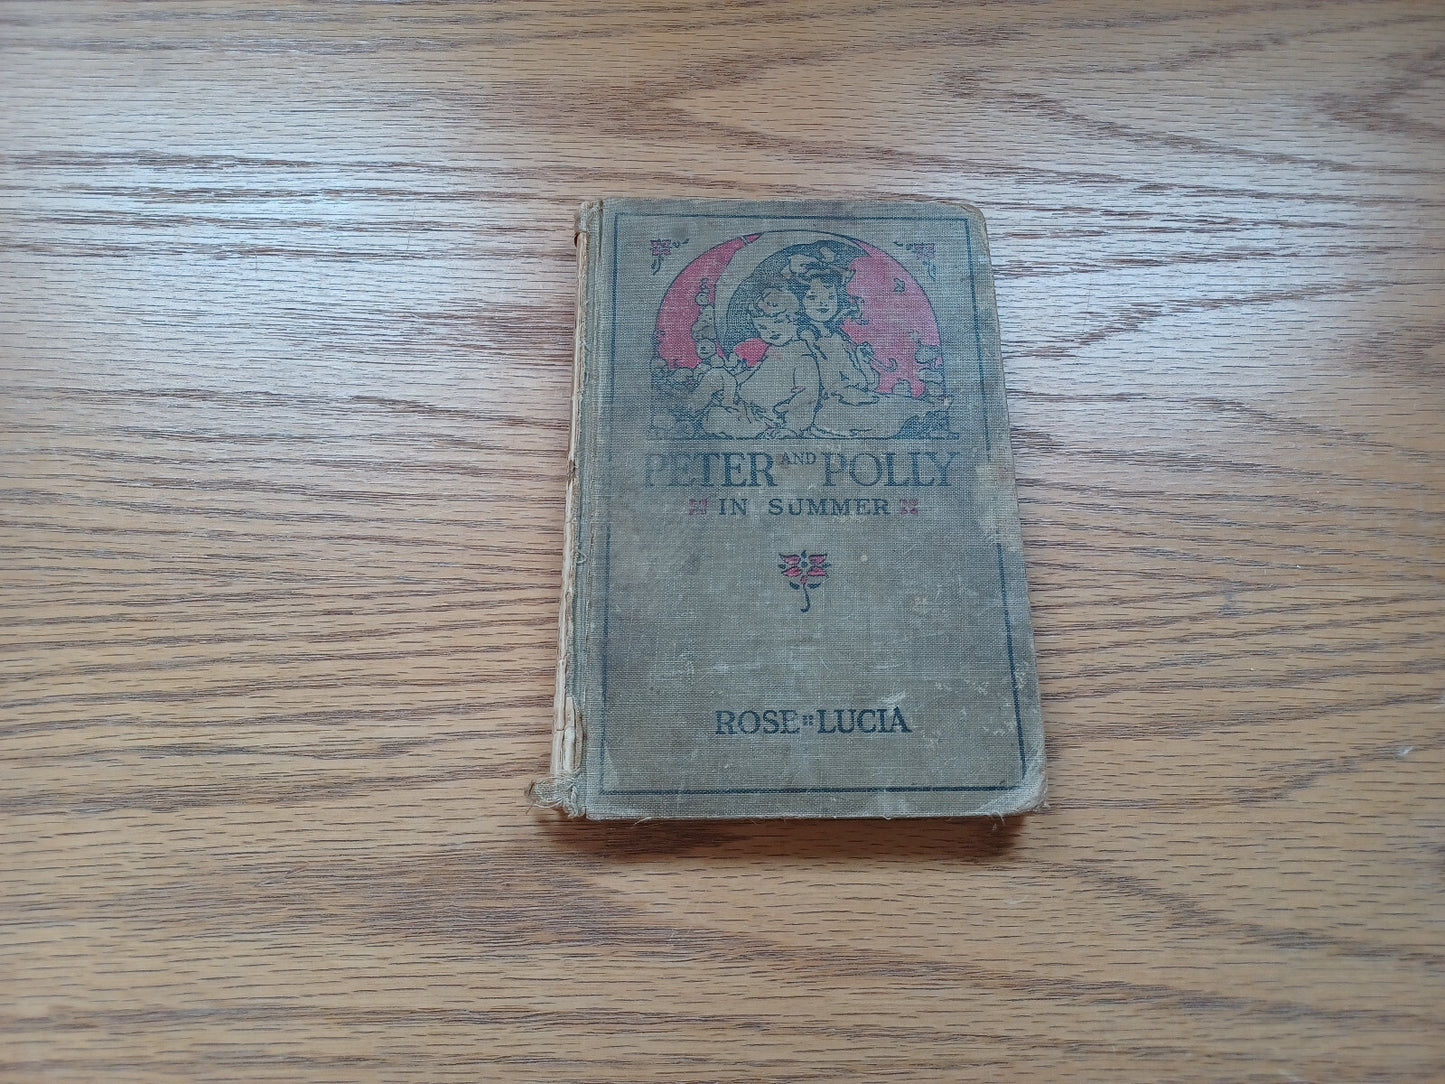 PETER AND POLLY
IN SUMMER
ROSE LUCIA